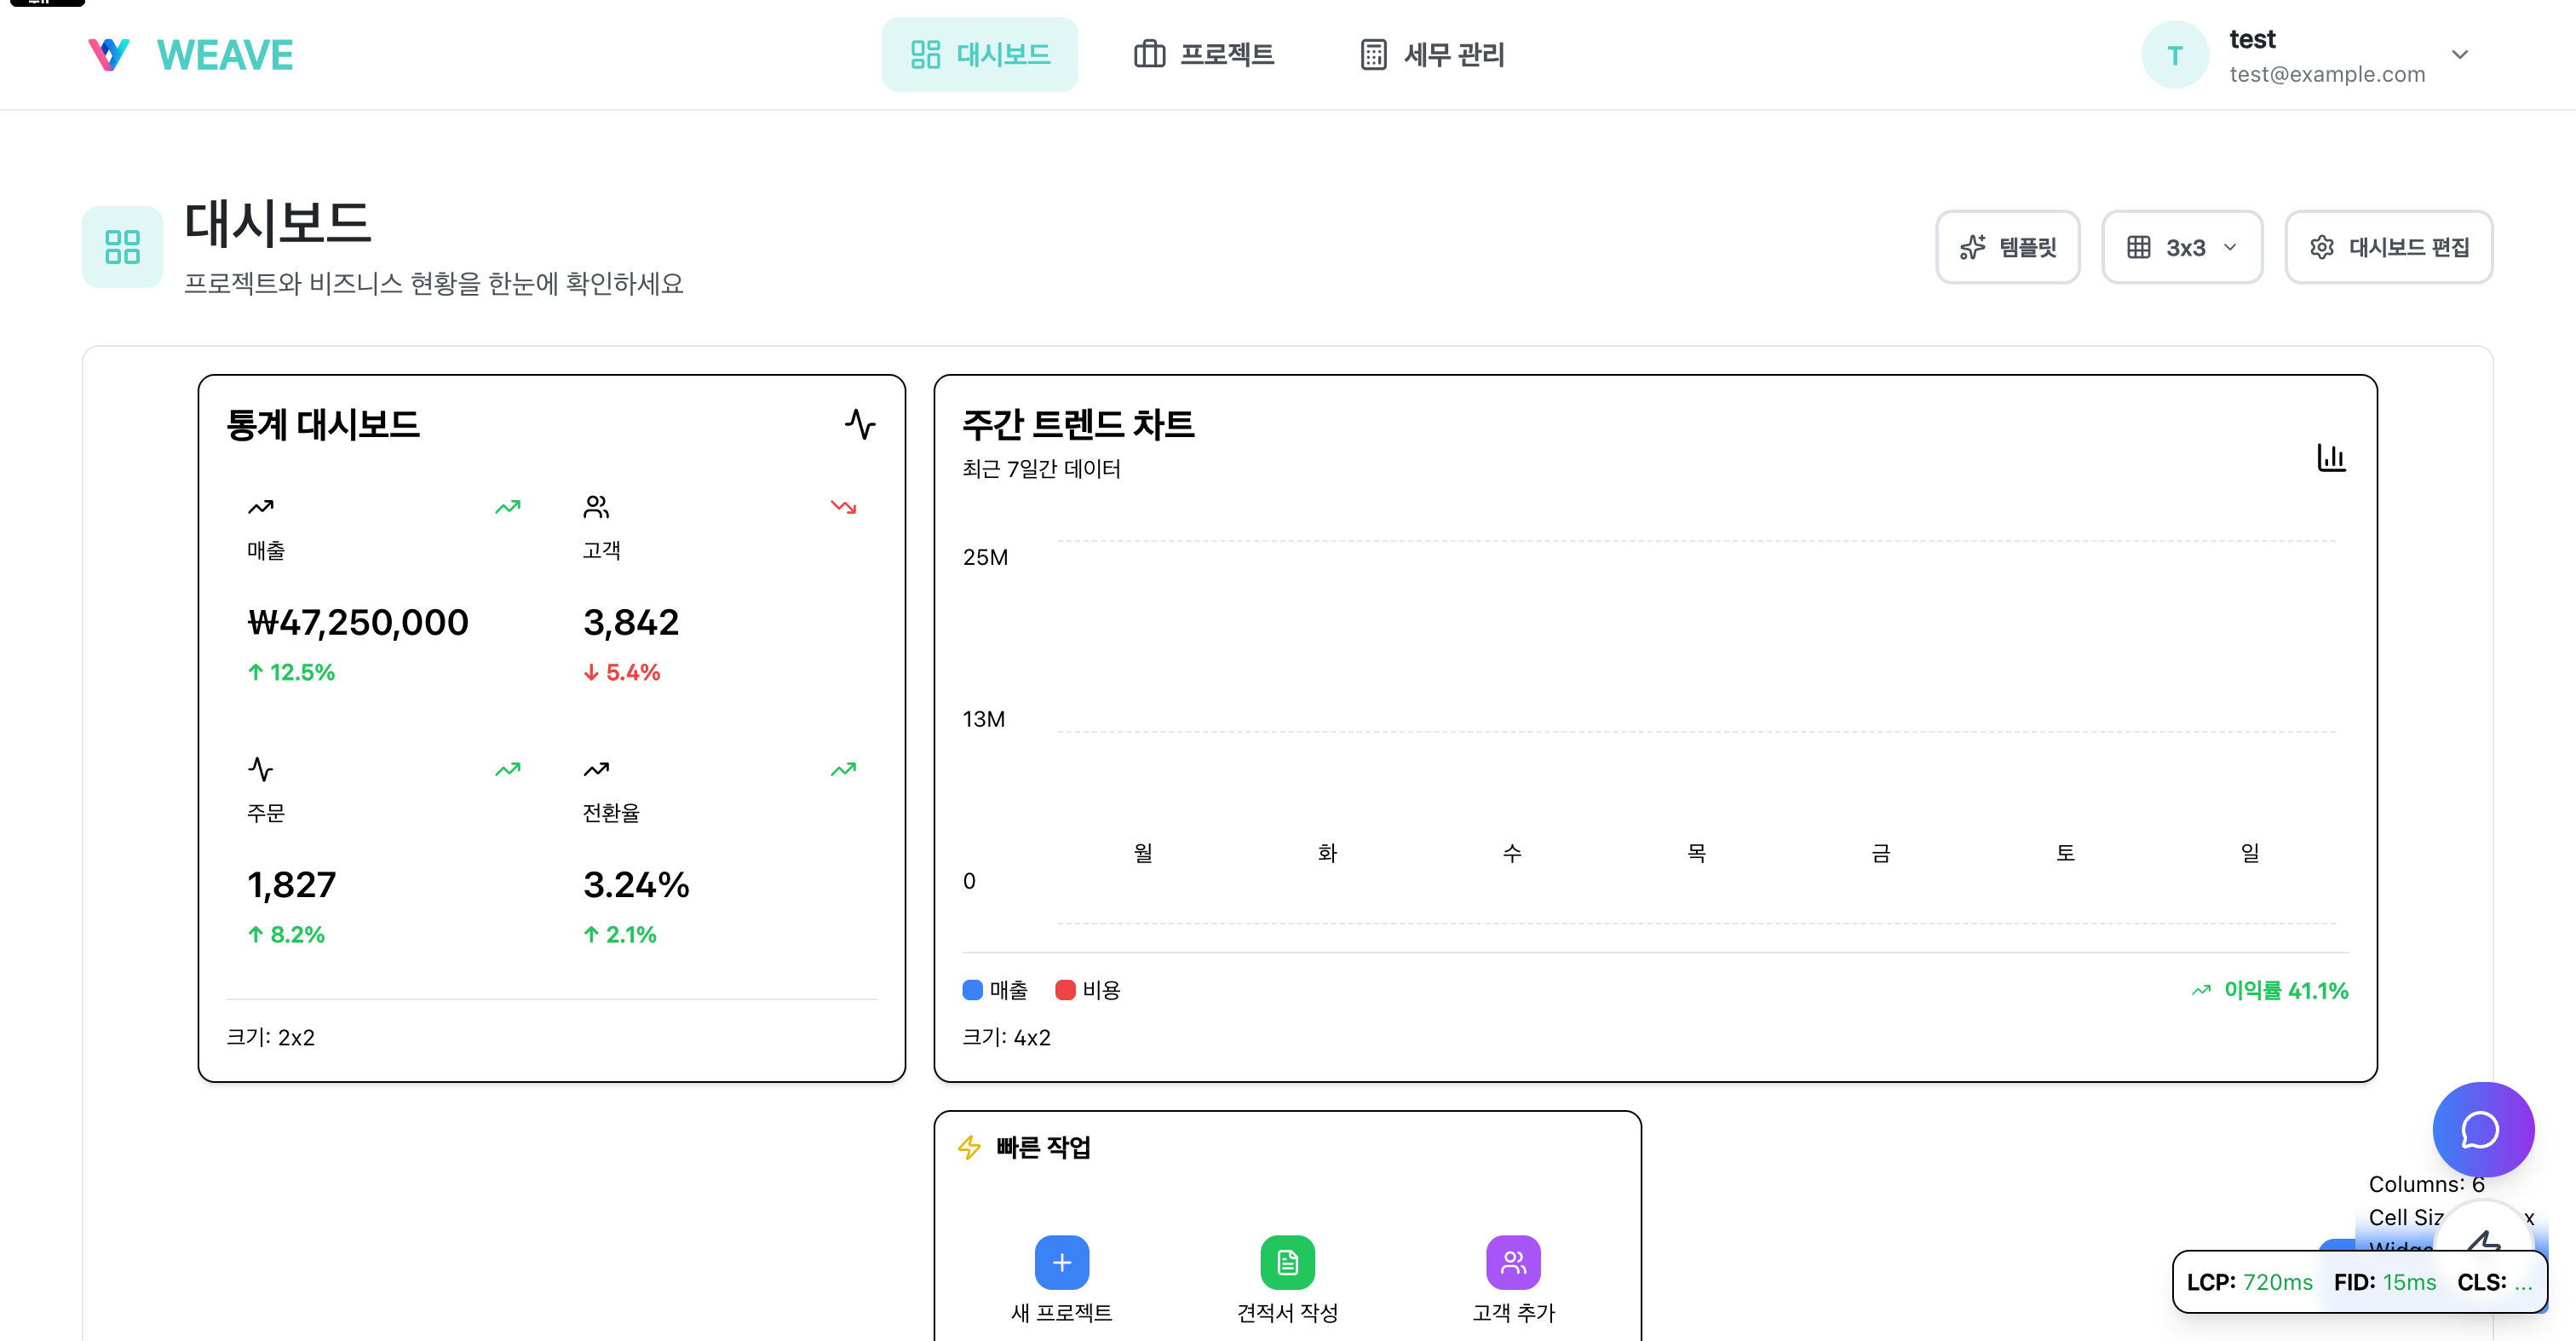 WEAVE
대시보드
프로젝트
세무 관리
T
test
test@example.com
대시보드
프로젝트와 비즈니스 현황을 한눈에 확인하세요
템플릿
3x3
대시보드 편집
통계 대시보드
매출
고객
₩47,250,000
3,842
↑ 12.5%
↓ 5.4%
주문
전환율
1,827
3.24%
↑ 8.2%
↑ 2.1%
크기: 2x2
주간 트렌드 차트
최근 7일간 데이터
25M
13M
0
월 화 수 목 금 토 일
매출 비용
이익률 41.1%
크기: 4x2
빠른 작업
새 프로젝트
견적서 작성
고객 추가
Columns: 6
Cell
LCP: 720ms FID: 15ms CLS: ...